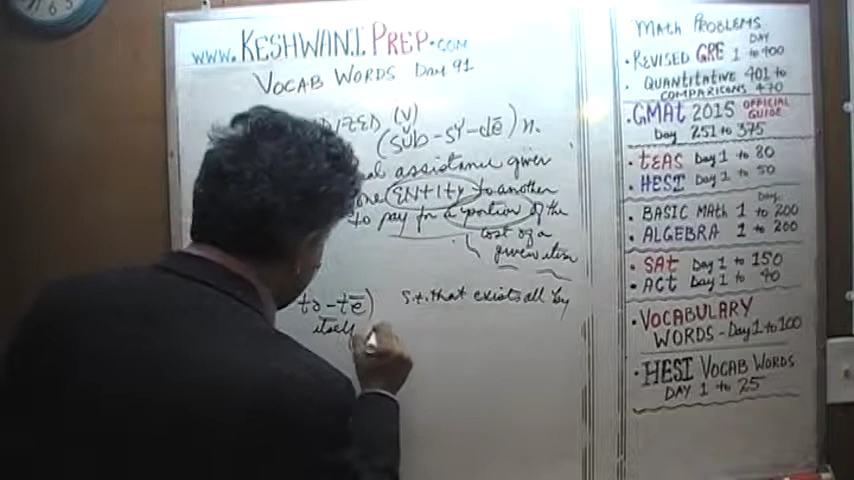 www.KESHWANIPREP.COM
VOCAB WORDS Day 91
(V)
(sŭb-sy-dē) n.
assistance given
ENtity to another
to pay for a portion of the
cost of a
given item
tə-tē) S.t. that exists all by
itself
MATH PROBLEMS
DAY
• REVISED GRE 1 to 400
• QUANTITATIVE 401 to
COMPARISONS 470
• GMAT 2015 OFFICIAL
GUIDE
Day 251 to 375
• TEAS Day 1 to 80
• HESI Day 1 to 50
Day
• BASIC MATH 1 to 200
• ALGEBRA 1 to 200
• SAT Day 1 to 150
• ACT Day 1 to 40
• VOCABULARY
WORDS - Day 1 to 100
• HESI VOCAB WORDS
DAY 1 to 25